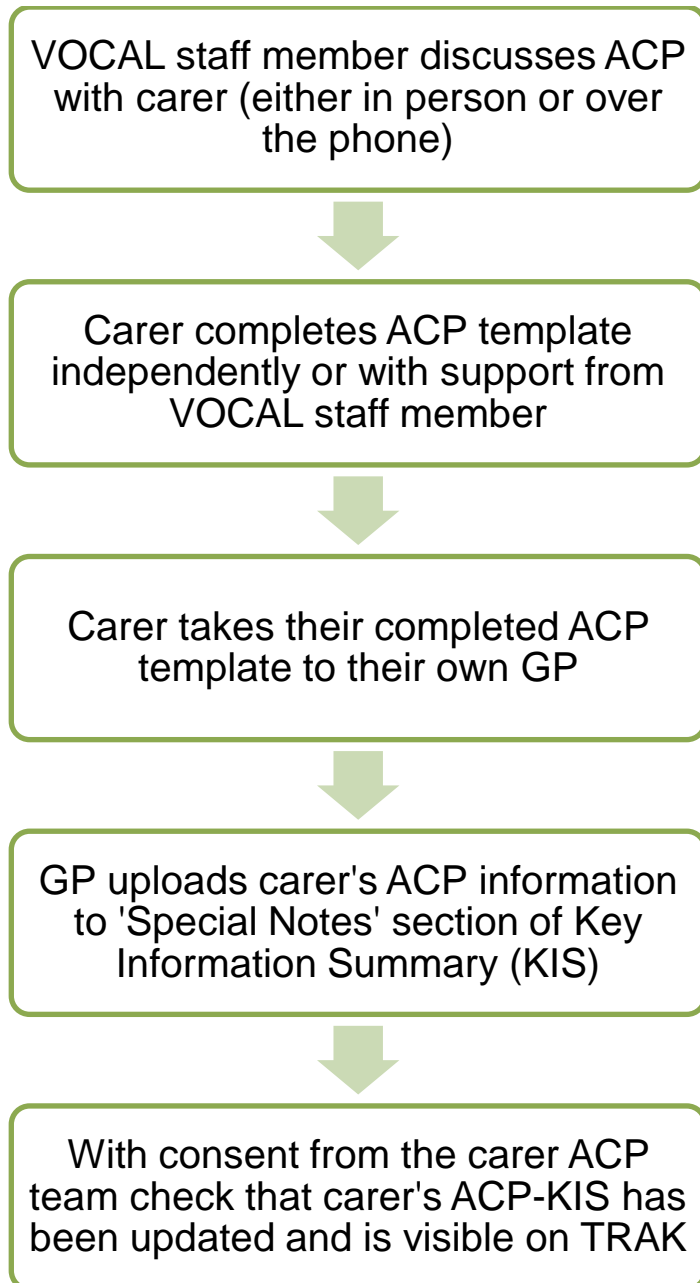 VOCAL staff member discusses ACP
with carer (either in person or over
the phone)
Carer completes ACP template
independently or with support from
VOCAL staff member
Carer takes their completed ACP
template to their own GP
GP uploads carer's ACP information
to 'Special Notes' section of Key
Information Summary (KIS)
With consent from the carer ACP
team check that carer's ACP-KIS has
been updated and is visible on TRAK